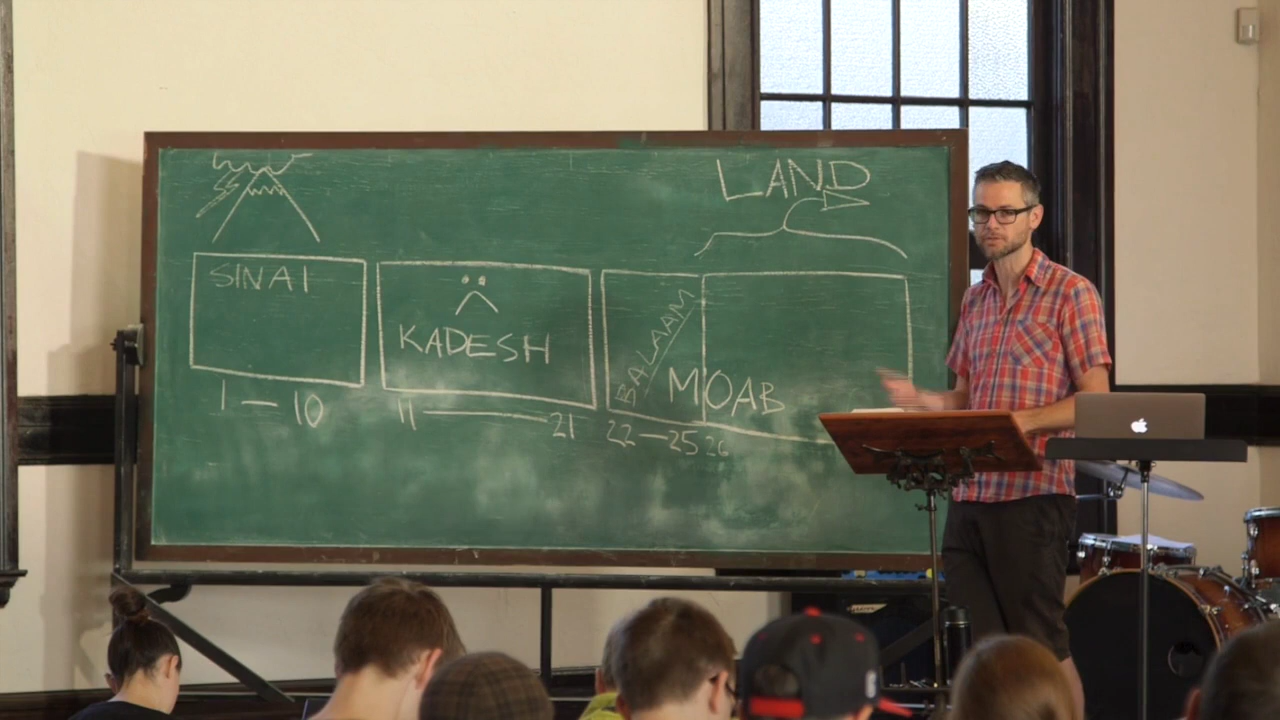 LAND
SINAI
KADESH
BALAAM
MOAB
1 — 10
11 — 21
22 — 25 26